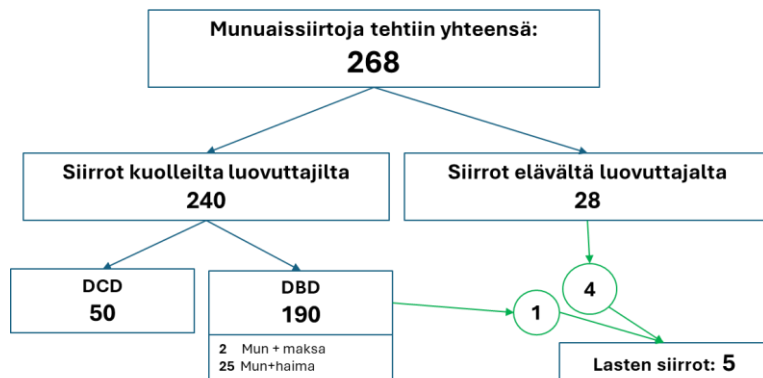 Munuaissiirtoja tehtiin yhteensä:
268
Siirrot kuolleilta luovuttajilta
240
Siirrot elävältä luovuttajalta
28
DCD
50
DBD
190
2 Mun + maksa
25 Mun+haima
1
4
Lasten siirrot: 5